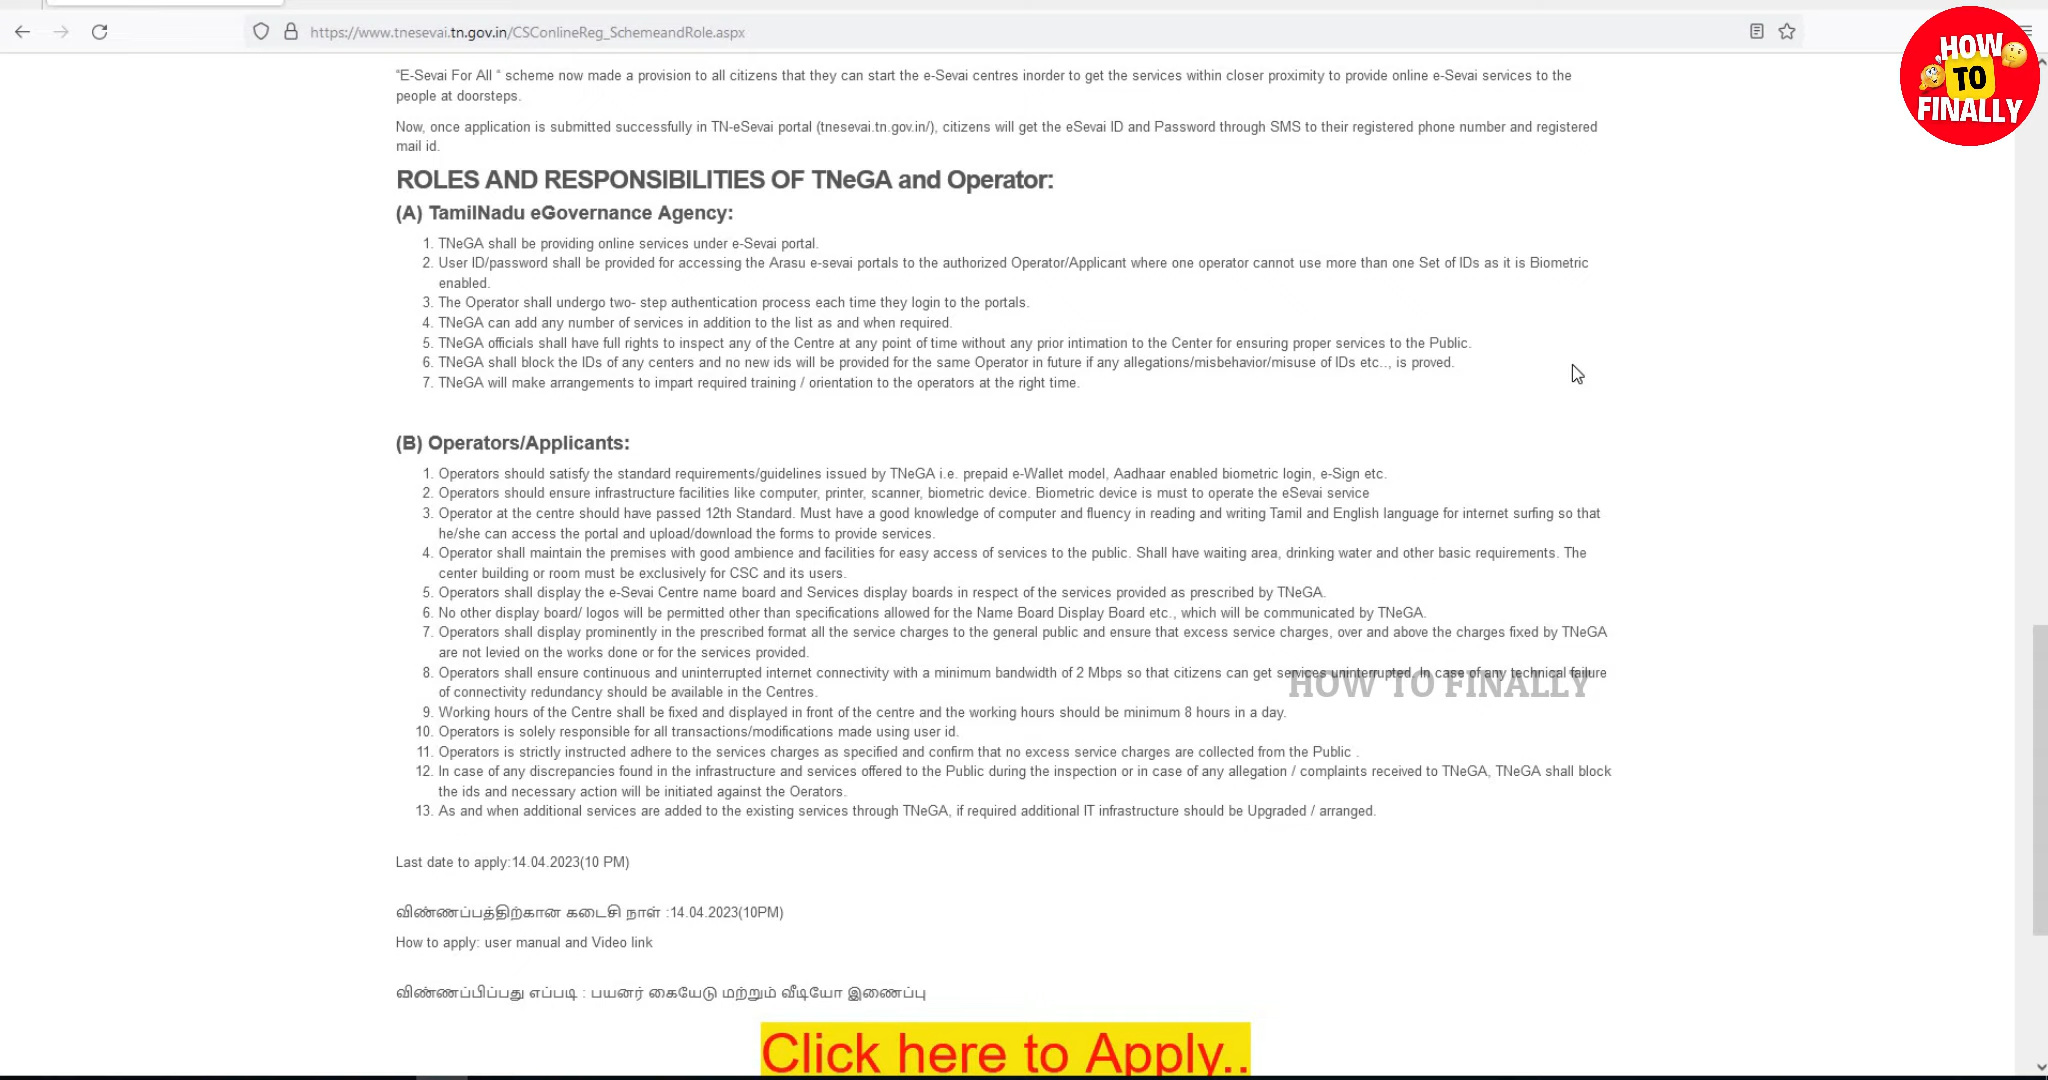 https://www.tnesevai.tn.gov.in/CSConlineReg_SchemeandRole.aspx
HOW
TO
FINALLY
“E-Sevai For All “ scheme now made a provision to all citizens that they can start the e-Sevai centres inorder to get the services within closer proximity to provide online e-Sevai services to the
people at doorsteps.
Now, once application is submitted successfully in TN-eSevai portal (tnesevai.tn.gov.in/), citizens will get the eSevai ID and Password through SMS to their registered phone number and registered
mail id.
ROLES AND RESPONSIBILITIES OF TNeGA and Operator:
(A) TamilNadu eGovernance Agency:
1. TNeGA shall be providing online services under e-Sevai portal.
2. User ID/password shall be provided for accessing the Arasu e-sevai portals to the authorized Operator/Applicant where one operator cannot use more than one Set of IDs as it is Biometric
enabled.
3. The Operator shall undergo two- step authentication process each time they login to the portals.
4. TNeGA can add any number of services in addition to the list as and when required.
5. TNeGA officials shall have full rights to inspect any of the Centre at any point of time without any prior intimation to the Center for ensuring proper services to the Public.
6. TNeGA shall block the IDs of any centers and no new ids will be provided for the same Operator in future if any allegations/misbehavior/misuse of IDs etc.., is proved.
7. TNeGA will make arrangements to impart required training / orientation to the operators at the right time.
(B) Operators/Applicants:
1. Operators should satisfy the standard requirements/guidelines issued by TNeGA i.e. prepaid e-Wallet model, Aadhaar enabled biometric login, e-Sign etc.
2. Operators should ensure infrastructure facilities like computer, printer, scanner, biometric device. Biometric device is must to operate the eSevai service
3. Operator at the centre should have passed 12th Standard. Must have a good knowledge of computer and fluency in reading and writing Tamil and English language for internet surfing so that
he/she can access the portal and upload/download the forms to provide services.
4. Operator shall maintain the premises with good ambience and facilities for easy access of services to the public. Shall have waiting area, drinking water and other basic requirements. The
center building or room must be exclusively for CSC and its users.
5. Operators shall display the e-Sevai Centre name board and Services display boards in respect of the services provided as prescribed by TNeGA.
6. No other display board/ logos will be permitted other than specifications allowed for the Name Board Display Board etc., which will be communicated by TNeGA.
7. Operators shall display prominently in the prescribed format all the service charges to the general public and ensure that excess service charges, over and above the charges fixed by TNeGA
are not levied on the works done or for the services provided.
8. Operators shall ensure continuous and uninterrupted internet connectivity with a minimum bandwidth of 2 Mbps so that citizens can get services uninterrupted. In case of any technical failure
of connectivity redundancy should be available in the Centres.
HOW TO FINALLY
9. Working hours of the Centre shall be fixed and displayed in front of the centre and the working hours should be minimum 8 hours in a day.
10. Operators is solely responsible for all transactions/modifications made using user id.
11. Operators is strictly instructed adhere to the services charges as specified and confirm that no excess service charges are collected from the Public .
12. In case of any discrepancies found in the infrastructure and services offered to the Public during the inspection or in case of any allegation / complaints received to TNeGA, TNeGA shall block
the ids and necessary action will be initiated against the Oerators.
13. As and when additional services are added to the existing services through TNeGA, if required additional IT infrastructure should be Upgraded / arranged.
Last date to apply:14.04.2023(10 PM)
விண்ணப்பத்திற்கான கடைசி நாள் :14.04.2023(10PM)
How to apply: user manual and Video link
விண்ணப்பிப்பது எப்படி : பயனர் கையேடு மற்றும் வீடியோ இணைப்பு
Click here to Apply..